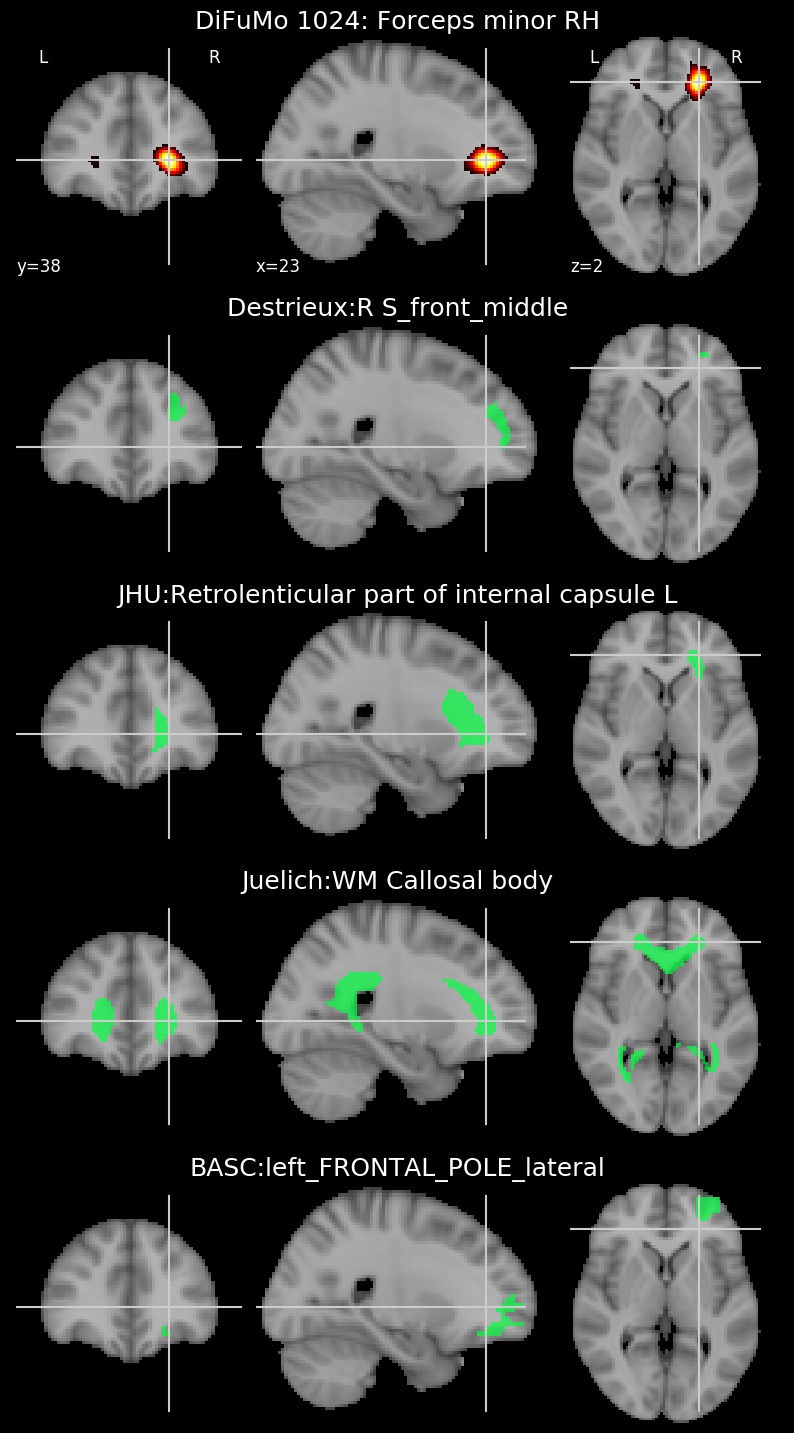 DiFuMo 1024: Forceps minor RH
L R L R
y=38 x=23 z=2
Destrieux:R S_front_middle
JHU:Retrolenticular part of internal capsule L
Juelich:WM Callosal body
BASC:left_FRONTAL_POLE_lateral